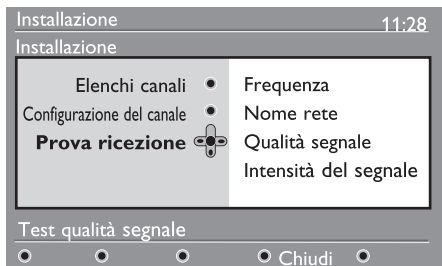 Installazione 11:28
Installazione
Elenchi canali Frequenza
Configurazione del canale Nome rete
Prova ricezione Qualità segnale
Intensità del segnale
Test qualità segnale
Chiudi